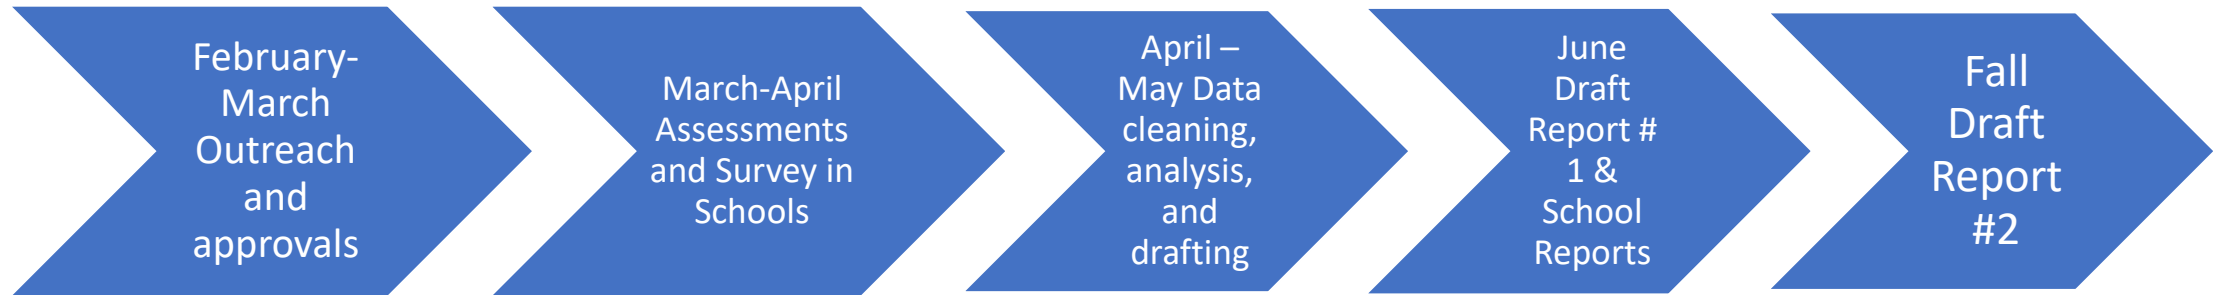 February-
March
Outreach
and
approvals
March-April
Assessments
and Survey in
Schools
April –
May Data
cleaning,
analysis,
and
drafting
June
Draft
Report #
1 &
School
Reports
Fall
Draft
Report
#2